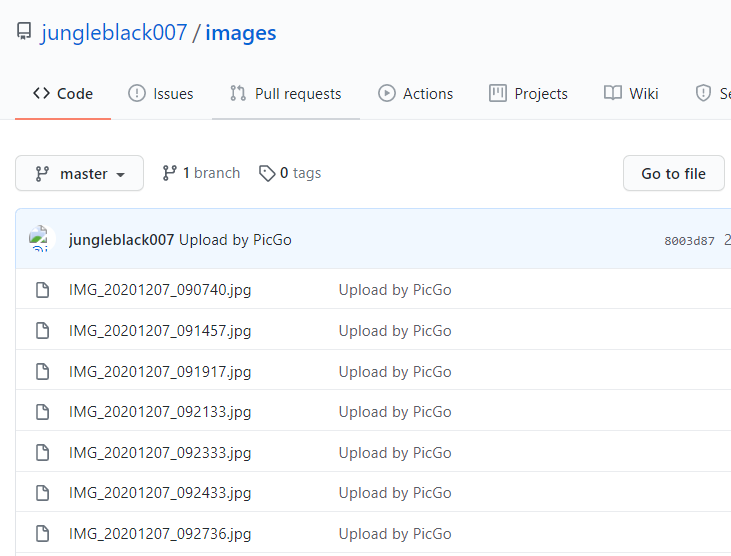 jungleblack007 / images
Code Issues Pull requests Actions Projects Wiki
master 1 branch 0 tags Go to file
jungleblack007 Upload by PicGo 8003d87
IMG_20201207_090740.jpg Upload by PicGo
IMG_20201207_091457.jpg Upload by PicGo
IMG_20201207_091917.jpg Upload by PicGo
IMG_20201207_092133.jpg Upload by PicGo
IMG_20201207_092333.jpg Upload by PicGo
IMG_20201207_092433.jpg Upload by PicGo
IMG_20201207_092736.jpg Upload by PicGo